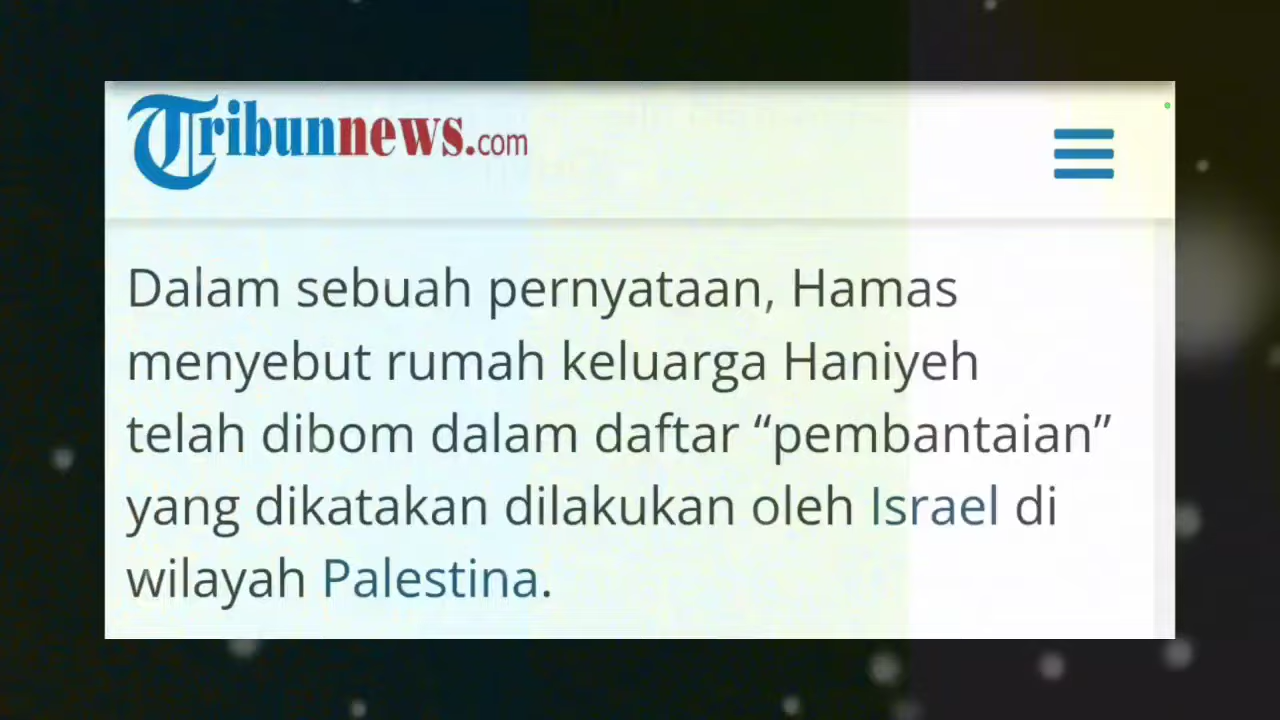 Tribunnews.com
Dalam sebuah pernyataan, Hamas
menyebut rumah keluarga Haniyeh
telah dibom dalam daftar “pembantaian”
yang dikatakan dilakukan oleh Israel di
wilayah Palestina.